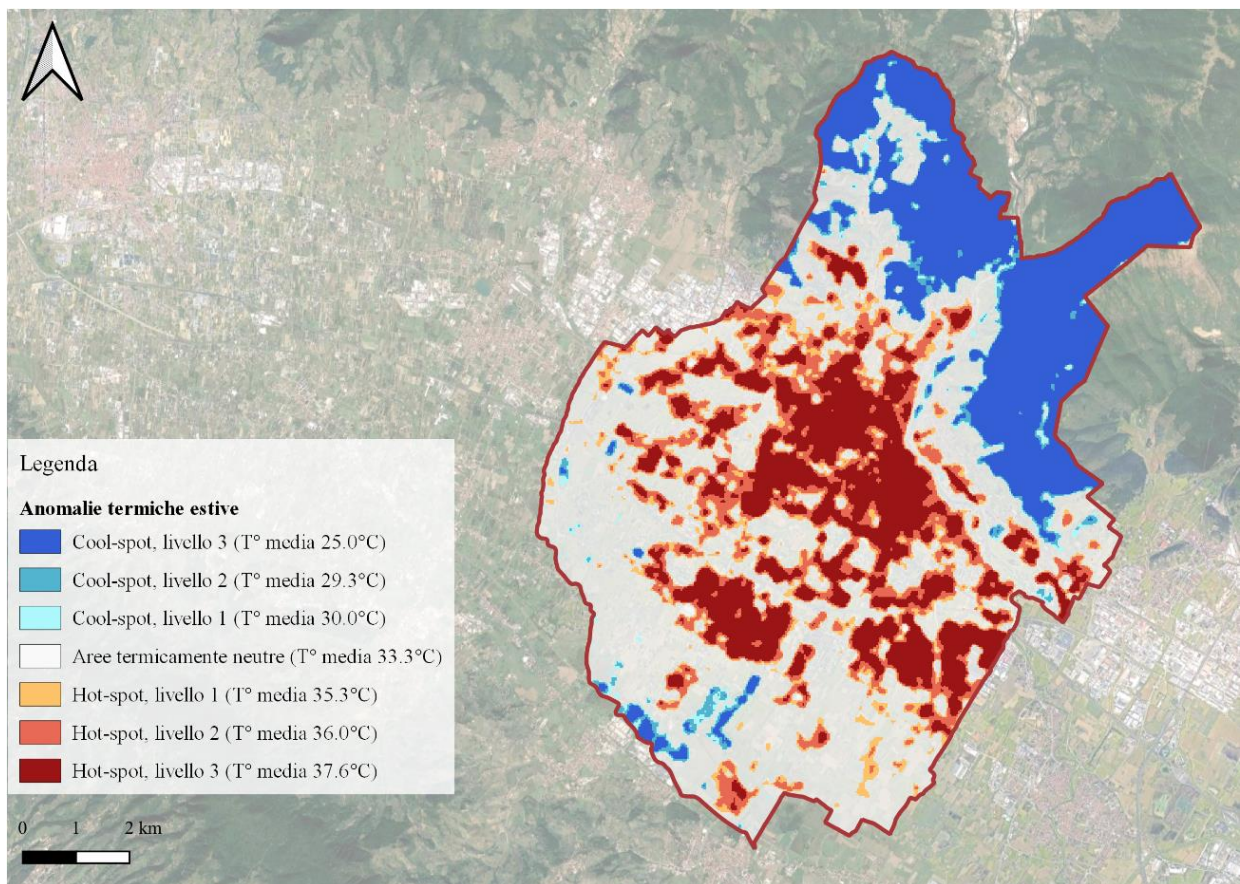 Legenda
Anomalie termiche estive
Cool-spot, livello 3 (T° media 25.0°C)
Cool-spot, livello 2 (T° media 29.3°C)
Cool-spot, livello 1 (T° media 30.0°C)
Aree termicamente neutre (T° media 33.3°C)
Hot-spot, livello 1 (T° media 35.3°C)
Hot-spot, livello 2 (T° media 36.0°C)
Hot-spot, livello 3 (T° media 37.6°C)
0 1 2 km